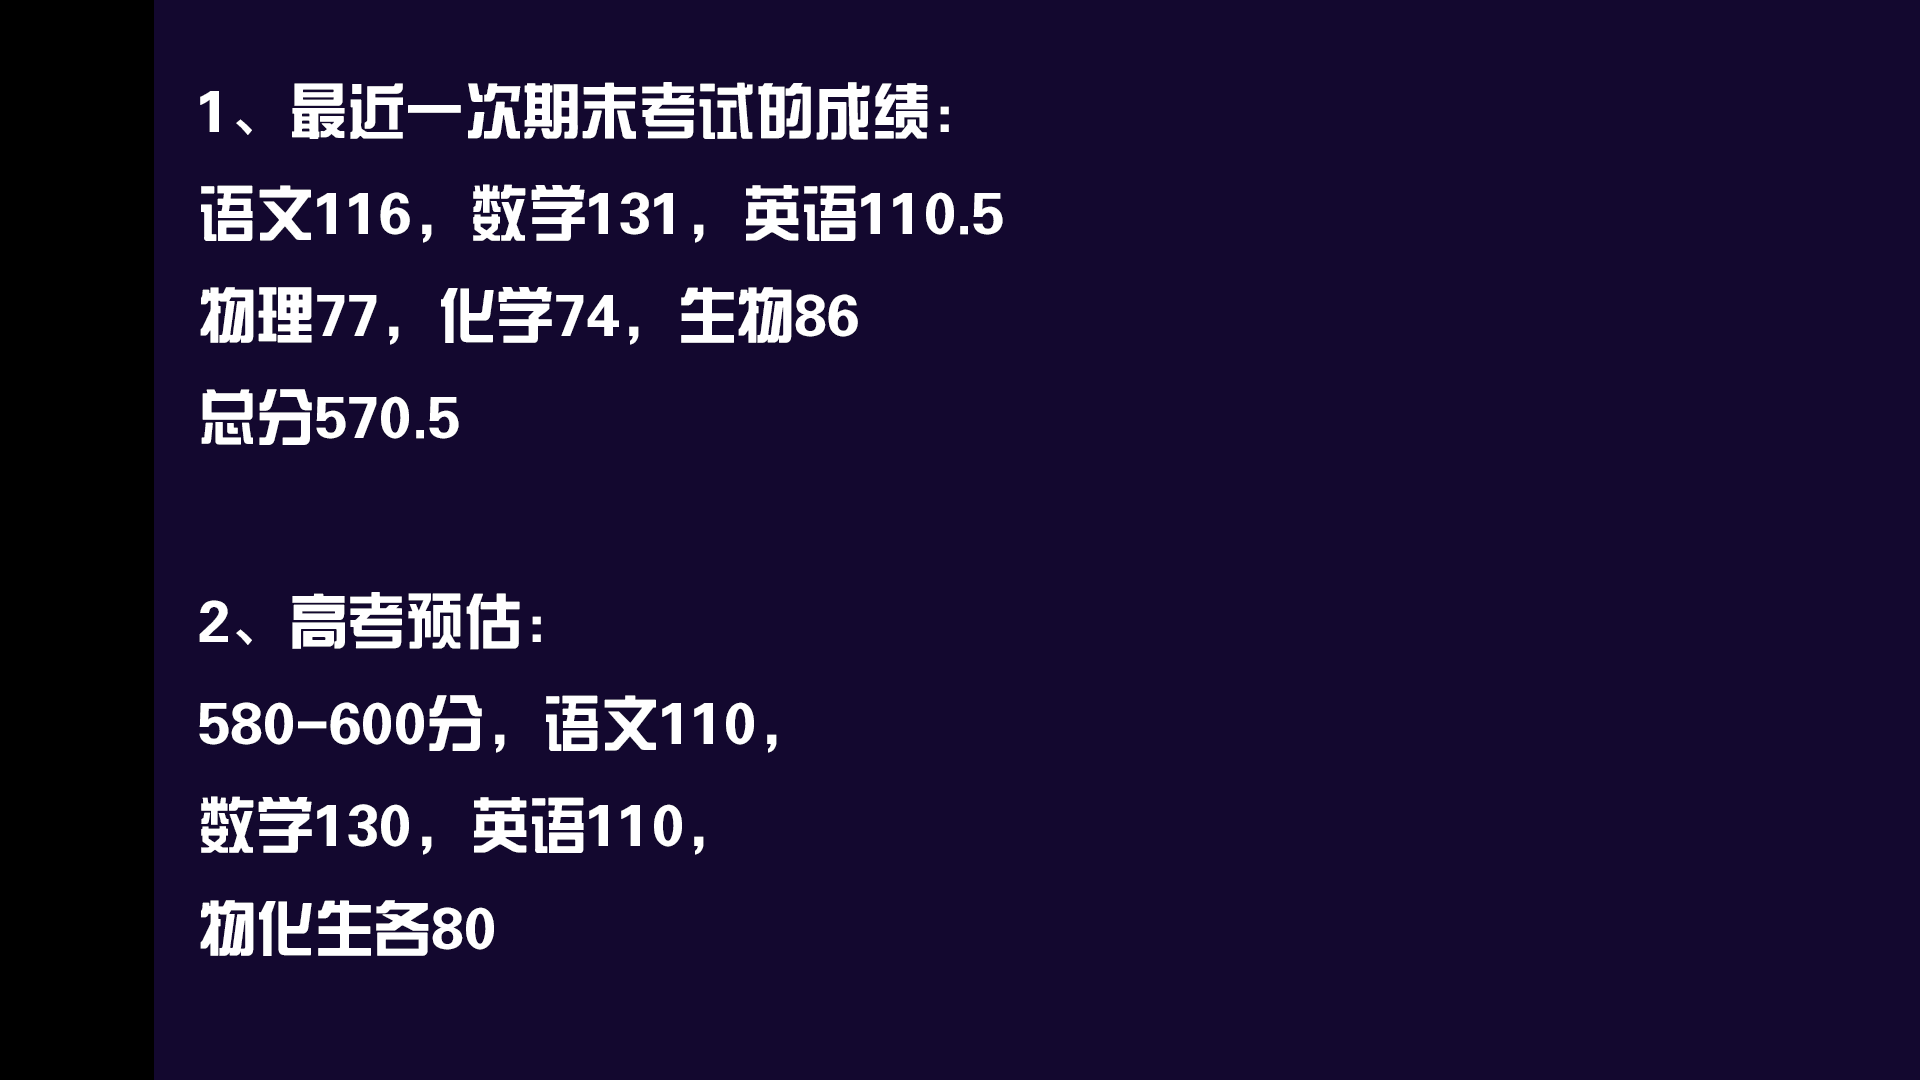 1、最近一次期末考试的成绩：
语文116，数学131，英语110.5
物理77，化学74，生物86
总分570.5
2、高考预估：
580-600分，语文110，
数学130，英语110，
物化生各80